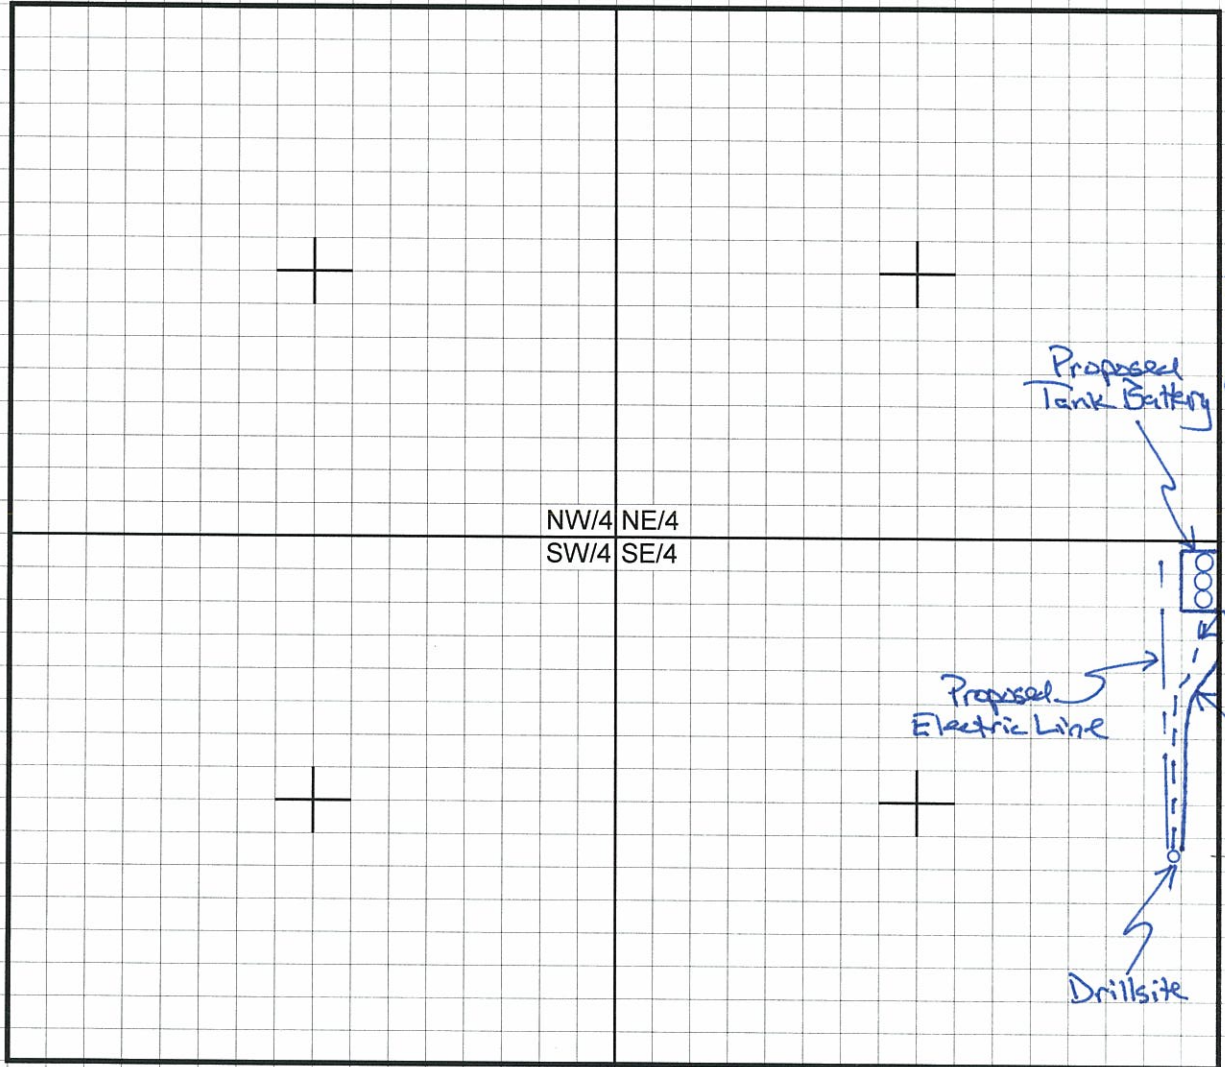 Proposed
Tank Battery
NW/4 NE/4
SW/4 SE/4
Proposed
Electric Line
Drillsite